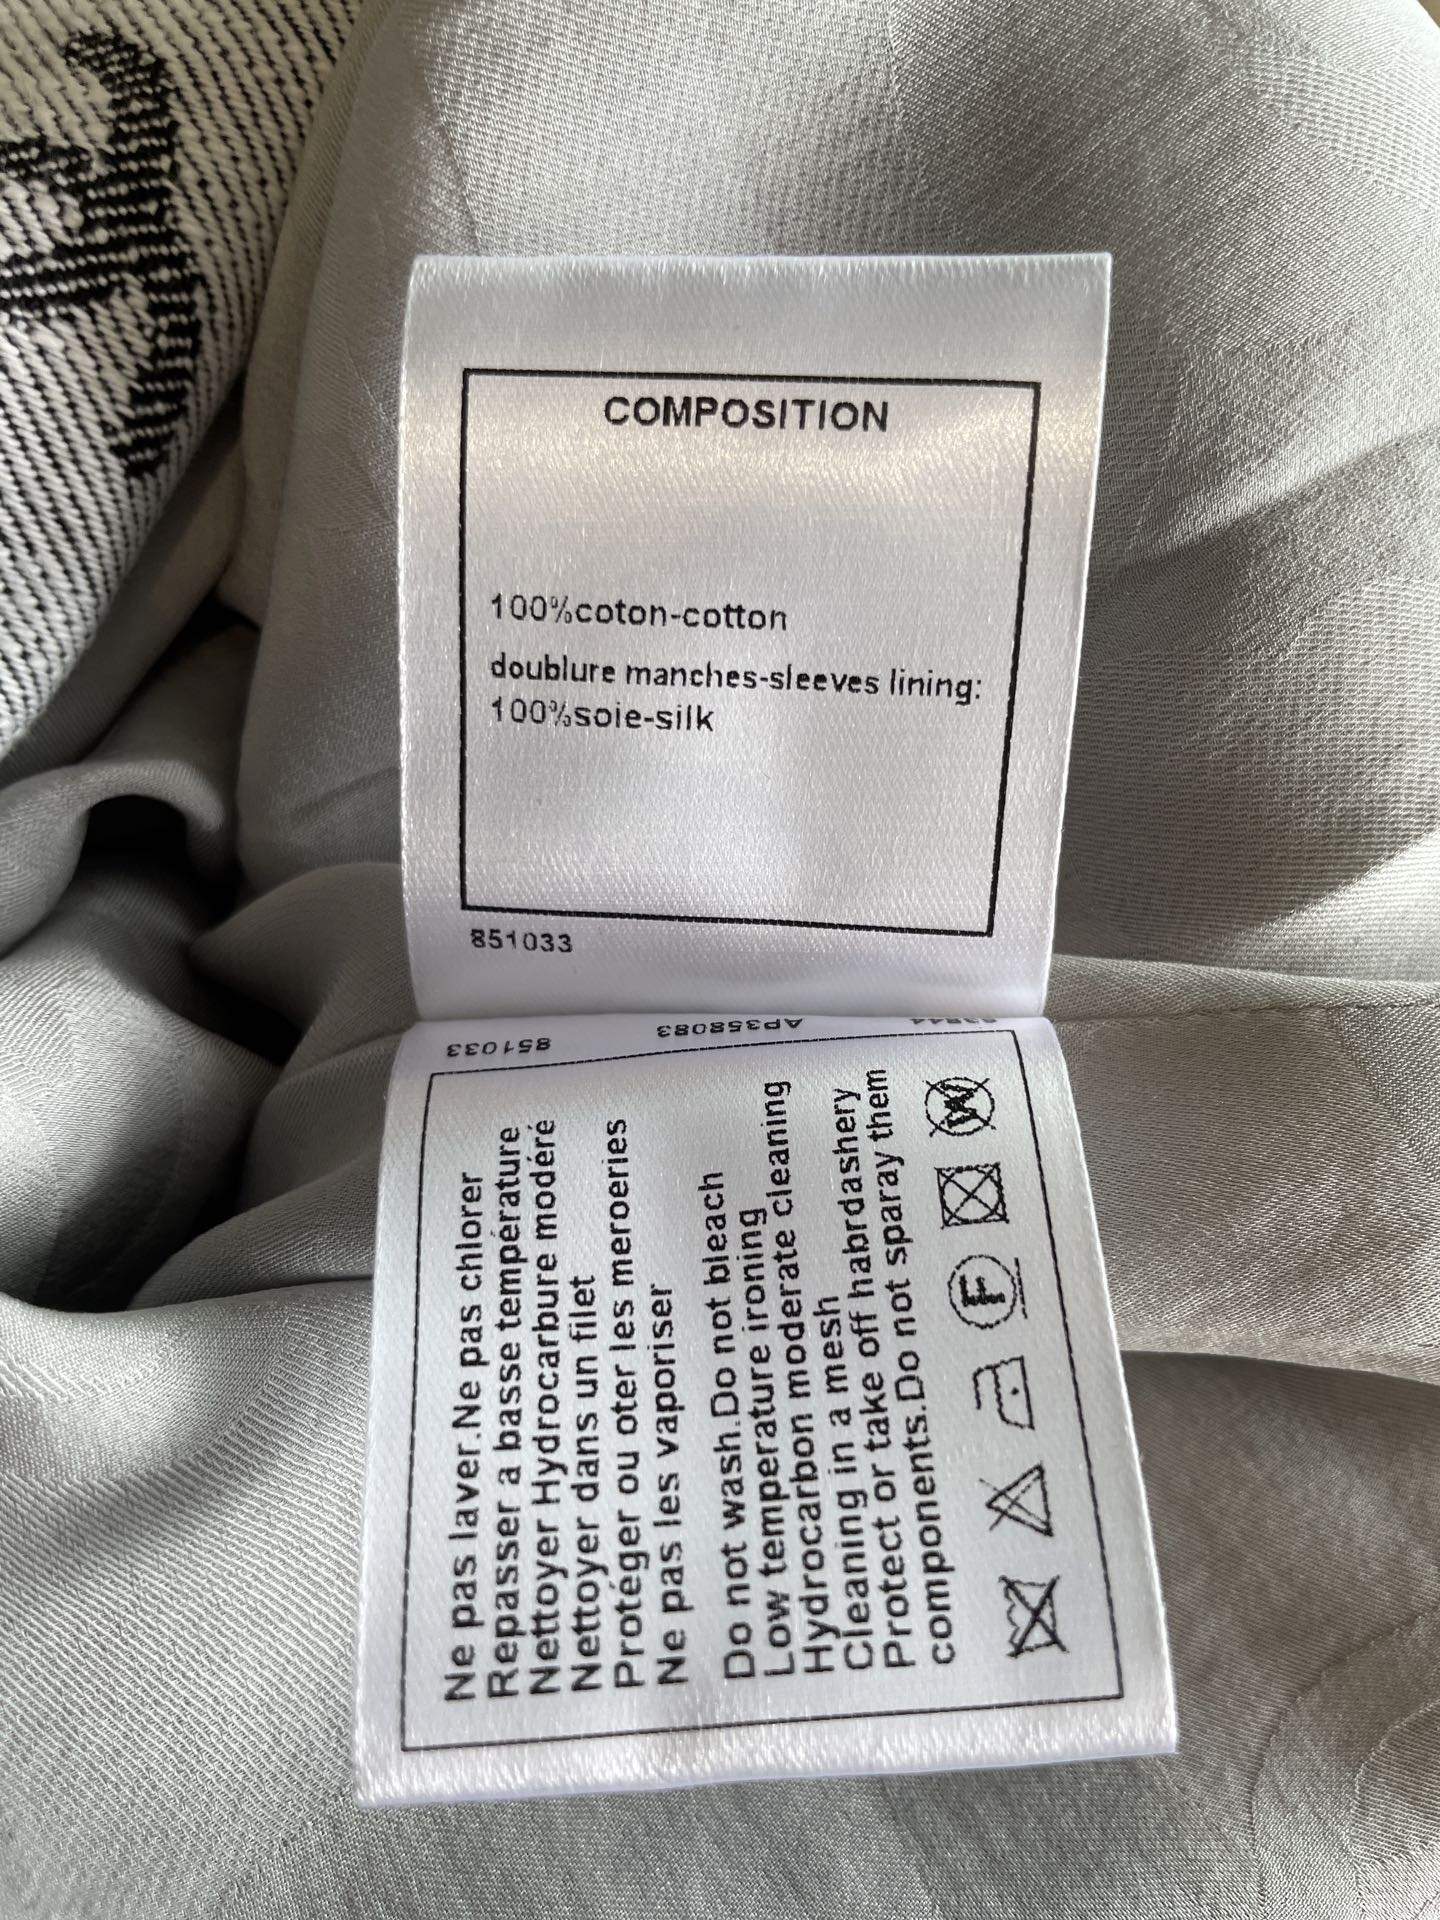 COMPOSITION
100%coton-cotton
doublure manches-sleeves lining:
100%soie-silk
851033
851033
AP358083
Ne pas laver.Ne pas chlorer
Repasser a basse température
Nettoyer Hydrocarbure modéré
Nettoyer dans un filet
Protéger ou oter les meroeries
Ne pas les vaporiser
Do not wash.Do not bleach
Low temperature ironing
Hydrocarbon moderate cleaning
Cleaning in a mesh
Protect or take off habrdashery
components.Do not sparay them
F
W